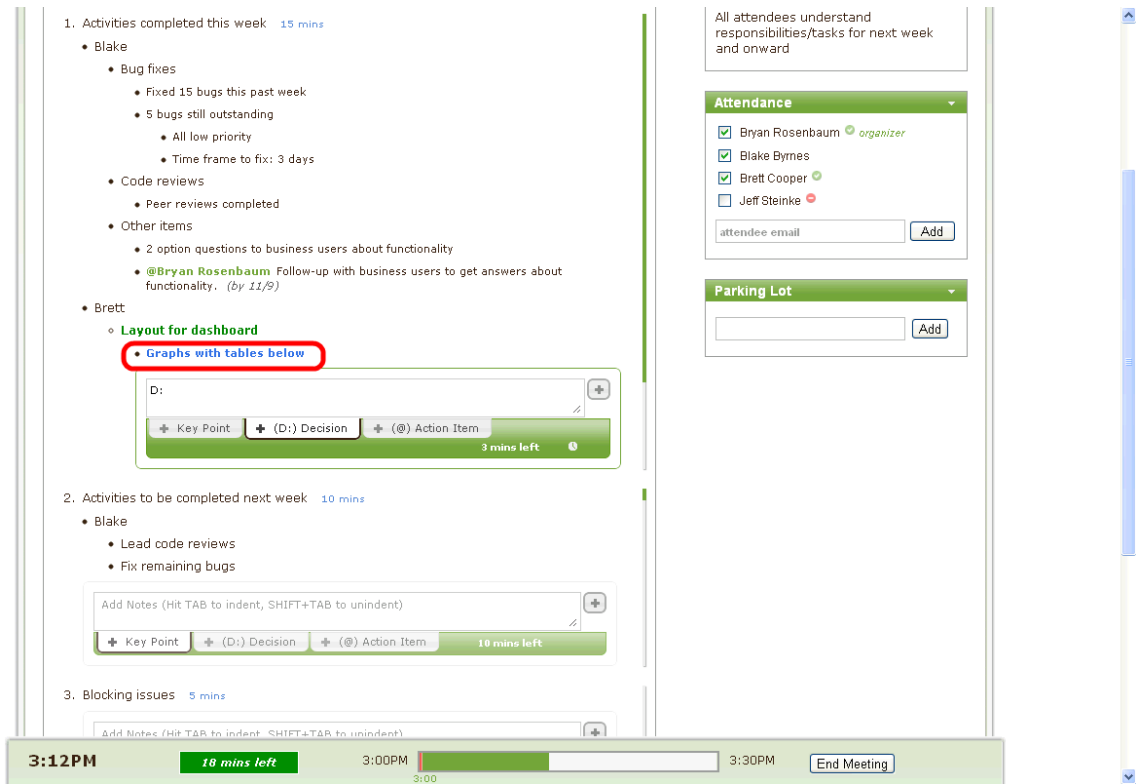 1. Activities completed this week 15 mins
• Blake
• Bug fixes
• Fixed 15 bugs this past week
• 5 bugs still outstanding
• All low priority
• Time frame to fix: 3 days
• Code reviews
• Peer reviews completed
• Other items
• 2 option questions to business users about functionality
• @Bryan Rosenbaum Follow-up with business users to get answers about
functionality. (by 11/9)
• Brett
◦ Layout for dashboard
• Graphs with tables below
D:
+ Key Point + (D:) Decision + (@) Action Item
3 mins left
2. Activities to be completed next week 10 mins
• Blake
• Lead code reviews
• Fix remaining bugs
Add Notes (Hit TAB to indent, SHIFT+TAB to unindent)
+ Key Point + (D:) Decision + (@) Action Item 10 mins left
3. Blocking issues 5 mins
Add Notes (Hit TAB to indent, SHIFT+TAB to unindent)
All attendees understand
responsibilities/tasks for next week
and onward
Attendance
Bryan Rosenbaum organizer
Blake Byrnes
Brett Cooper
Jeff Steinke
attendee email Add
Parking Lot
Add
3:12PM 18 mins left 3:00PM 3:30PM End Meeting
3:00